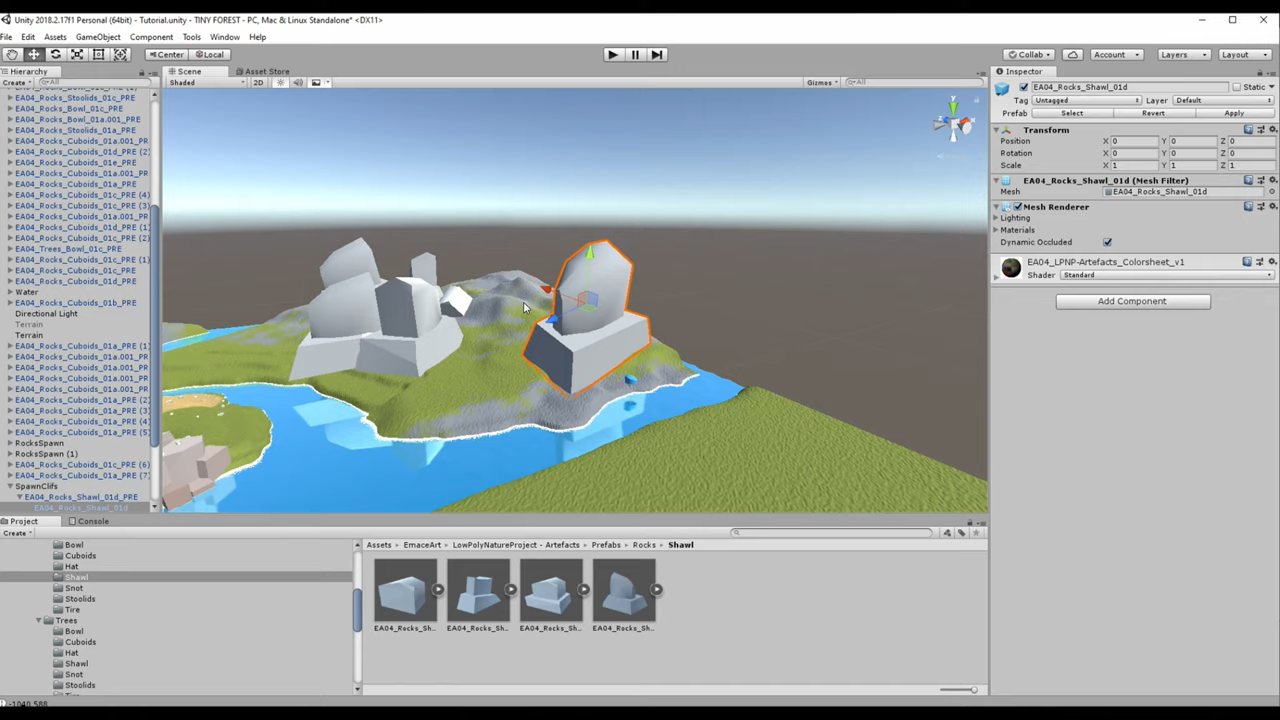 Unity 2018.2.17f1 Personal (64bit) - Tutorial.unity - TINY FOREST - PC, Mac & Linux Standalone* <DX11>
File Edit Assets GameObject Component Tools Window Help
Center Local Collab Account Layers Layout
Hierarchy Scene Asset Store Inspector
Create All Shaded 2D Gizmos All
EA04_Rocks_Stoolids_01c_PRE
EA04_Rocks_Bowl_01c_PRE
EA04_Rocks_Bowl_01a.001_PRE
EA04_Rocks_Stoolids_01a_PRE
EA04_Rocks_Cuboids_01a.001_PR
EA04_Rocks_Cuboids_01d_PRE (2)
EA04_Rocks_Cuboids_01e_PRE
EA04_Rocks_Cuboids_01a.001_PR
EA04_Rocks_Cuboids_01a_PRE
EA04_Rocks_Cuboids_01c_PRE (4)
EA04_Rocks_Cuboids_01c_PRE (3)
EA04_Rocks_Cuboids_01a.001_PR
EA04_Rocks_Cuboids_01d_PRE (1)
EA04_Rocks_Cuboids_01c_PRE (2)
EA04_Trees_Bowl_01c_PRE
EA04_Rocks_Cuboids_01c_PRE (1)
EA04_Rocks_Cuboids_01c_PRE
EA04_Rocks_Cuboids_01d_PRE
Water
EA04_Rocks_Cuboids_01b_PRE
Directional Light
Terrain
Terrain
EA04_Rocks_Cuboids_01a_PRE (1)
EA04_Rocks_Cuboids_01a.001_PR
EA04_Rocks_Cuboids_01a.001_PR
EA04_Rocks_Cuboids_01a.001_PR
EA04_Rocks_Cuboids_01a.001_PR
EA04_Rocks_Cuboids_01a_PRE (2)
EA04_Rocks_Cuboids_01a_PRE (3)
EA04_Rocks_Cuboids_01a_PRE (4)
EA04_Rocks_Cuboids_01a_PRE (5)
RocksSpawn
RocksSpawn (1)
EA04_Rocks_Cuboids_01c_PRE (6)
EA04_Rocks_Cuboids_01a_PRE (7)
SpawnClifs
EA04_Rocks_Shawl_01d_PRE
EA04_Rocks_Shawl_01d
EA04_Rocks_Shawl_01d Static
Tag Untagged Layer Default
Prefab Select Revert Apply
Transform
Position X 0 Y 0 Z 0
Rotation X 0 Y 0 Z 0
Scale X 1 Y 1 Z 1
EA04_Rocks_Shawl_01d (Mesh Filter)
Mesh EA04_Rocks_Shawl_01d
Mesh Renderer
Lighting
Materials
Dynamic Occluded
EA04_LPNP-Artefacts_Colorsheet_v1
Shader Standard
Add Component
Project Console
Create
Bowl
Cuboids
Hat
Shawl
Snot
Stoolids
Tire
Trees
Bowl
Cuboids
Hat
Shawl
Snot
Stoolids
Assets EmaceArt LowPolyNatureProject - Artefacts Prefabs Rocks Shawl
EA04_Rocks_Sh... EA04_Rocks_Sh... EA04_Rocks_Sh... EA04_Rocks_Sh...
-1040.588